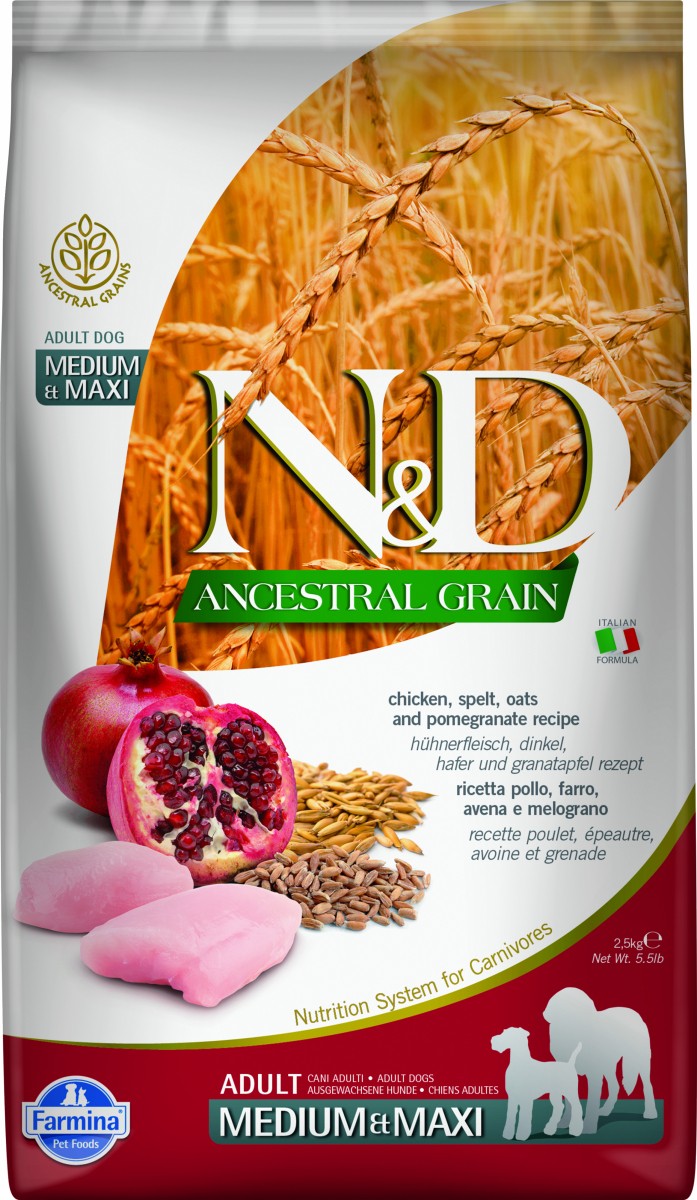 ANCESTRAL GRAINS
ADULT DOG
MEDIUM
& MAXI
N&D
ANCESTRAL GRAIN
ITALIAN
FORMULA
chicken, spelt, oats
and pomegranate recipe
hühnerfleisch, dinkel,
hafer und granatapfel rezept
ricetta pollo, farro,
avena e melograno
recette poulet, épeautre,
avoine et grenade
2,5kg℮
Net Wt. 5.5lb
Nutrition System for Carnivores
ADULT CANI ADULTI • ADULT DOGS
AUSGEWACHSENE HUNDE • CHIENS ADULTES
MEDIUM&MAXI
Farmina®
Pet Foods